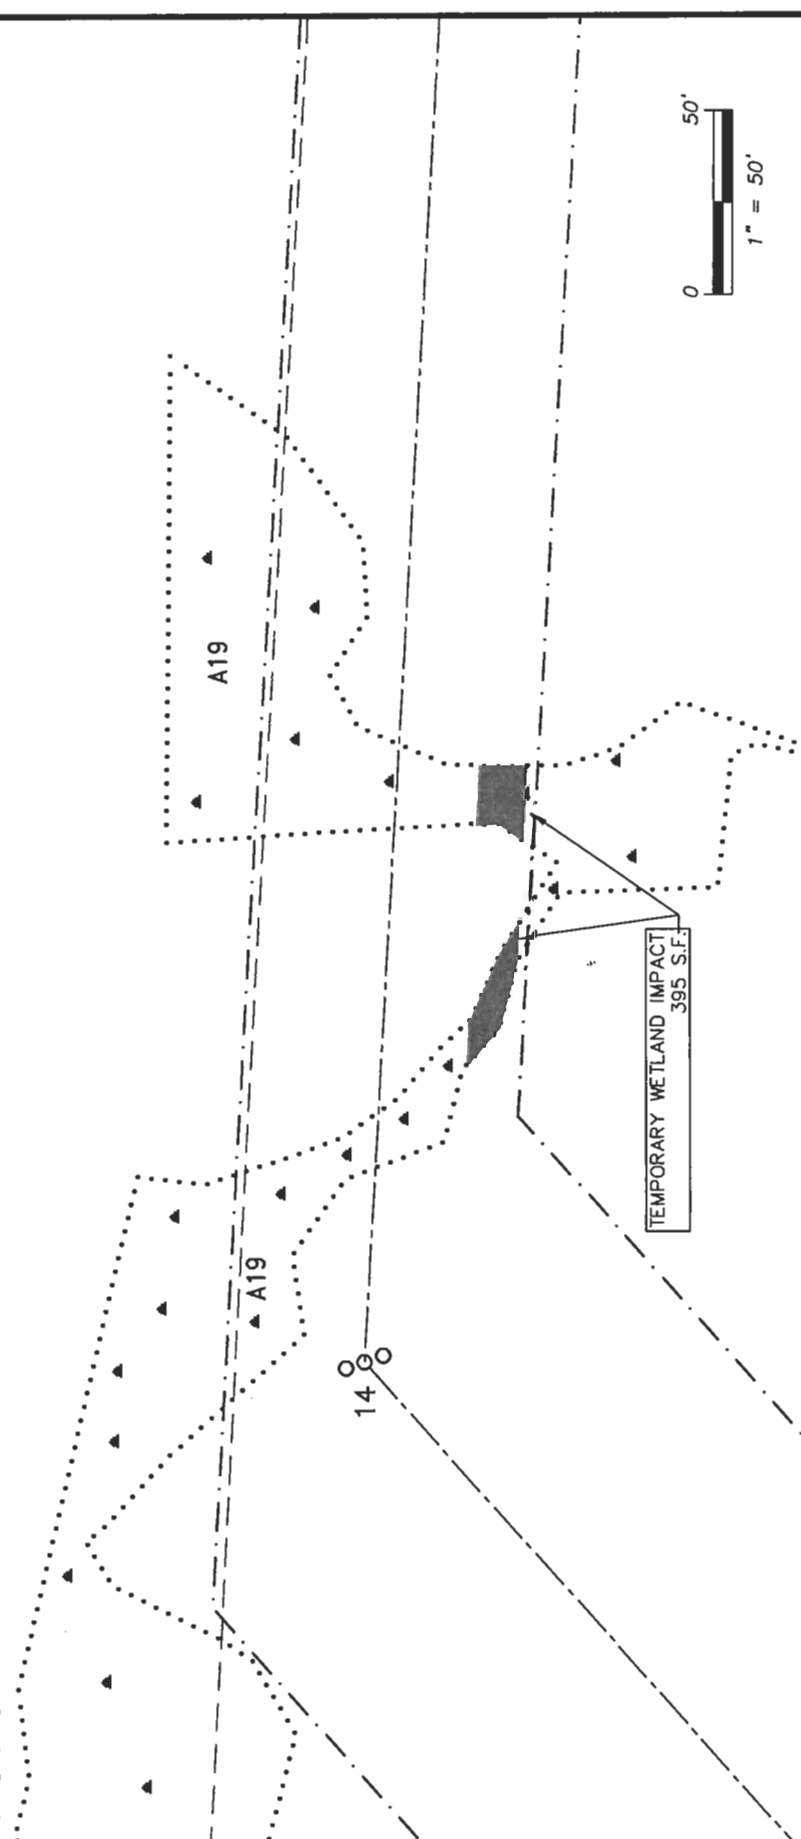 A19
50'
0
1" = 50'
A19
14
TEMPORARY WETLAND IMPACT
395 S.F.